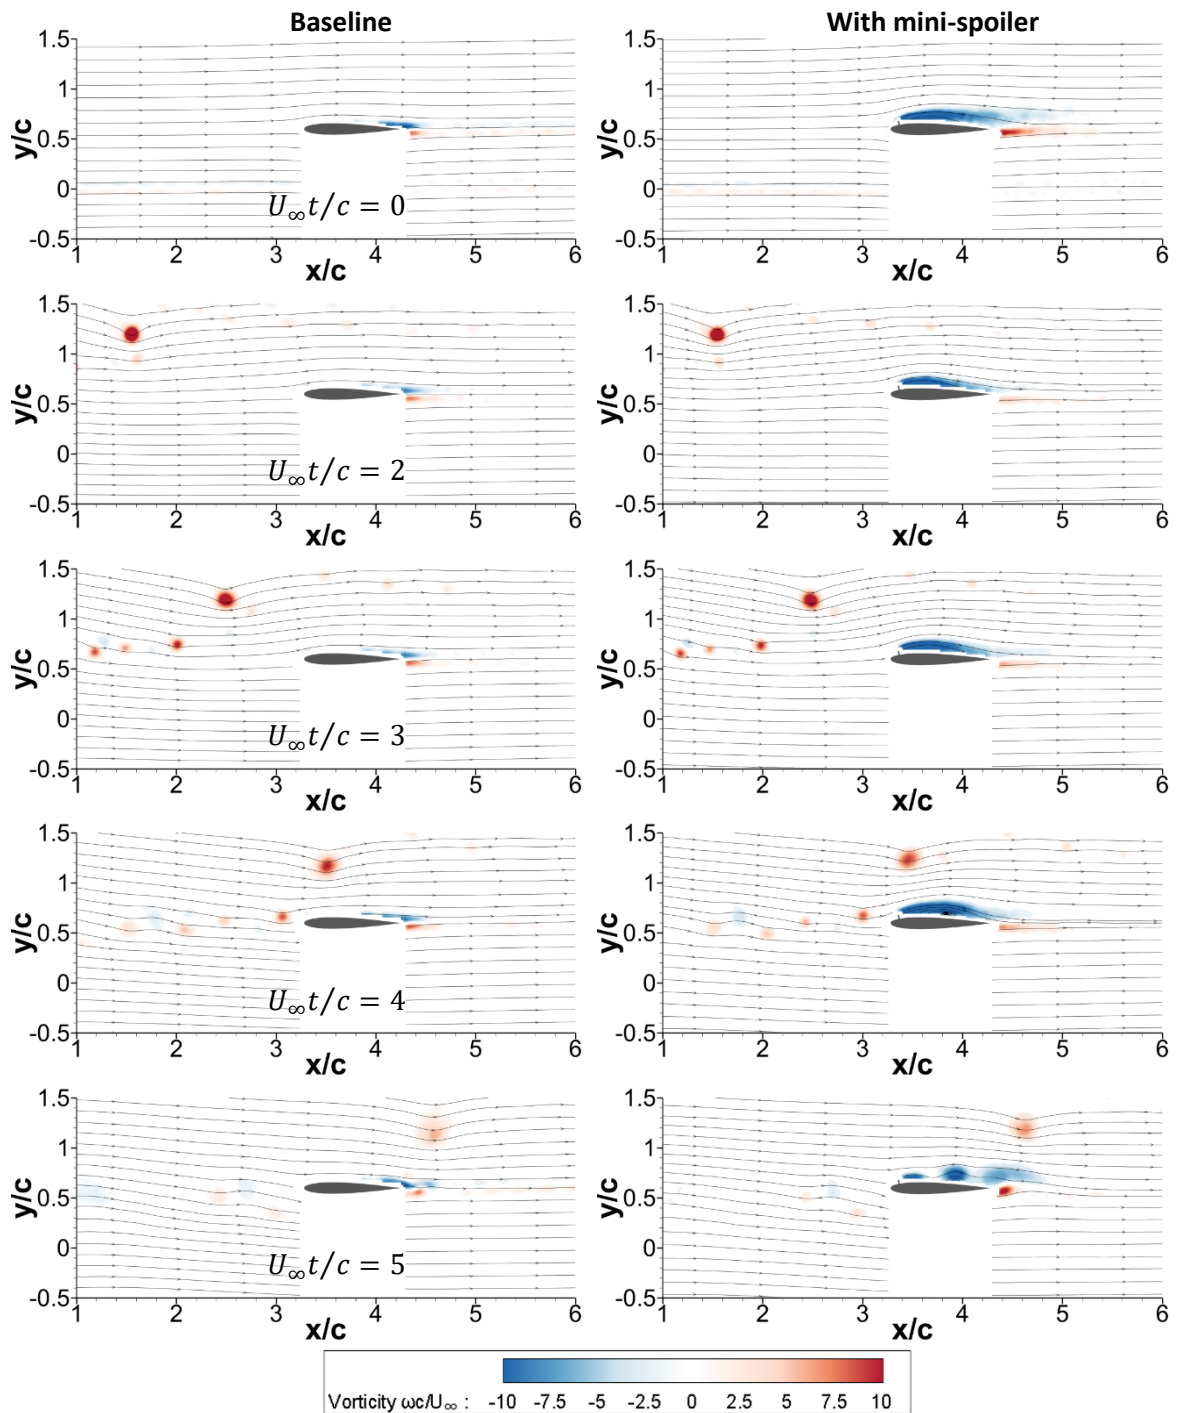 Baseline With mini-spoiler
1.5 1.5
1 1
y/c y/c
0.5 0.5
0 0
U∞t/c = 0
-0.5 -0.5
1 2 3 4 5 6 1 2 3 4 5 6
x/c x/c
1.5 1.5
1 1
y/c y/c
0.5 0.5
0 0
U∞t/c = 2
-0.5 -0.5
1 2 3 4 5 6 1 2 3 4 5 6
x/c x/c
1.5 1.5
1 1
y/c y/c
0.5 0.5
0 0
U∞t/c = 3
-0.5 -0.5
1 2 3 4 5 6 1 2 3 4 5 6
x/c x/c
1.5 1.5
1 1
y/c y/c
0.5 0.5
0 0
U∞t/c = 4
-0.5 -0.5
1 2 3 4 5 6 1 2 3 4 5 6
x/c x/c
1.5 1.5
1 1
y/c y/c
0.5 0.5
0 0
U∞t/c = 5
-0.5 -0.5
1 2 3 4 5 6 1 2 3 4 5 6
x/c x/c
Vorticity ωc/U∞ : -10 -7.5 -5 -2.5 0 2.5 5 7.5 10